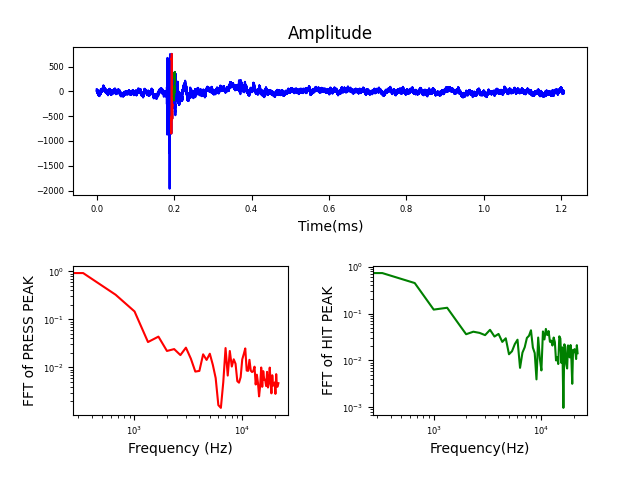 Amplitude
500
0
−500
−1000
−1500
−2000
0.0 0.2 0.4 0.6 0.8 1.0 1.2
Time(ms)
FFT of PRESS PEAK
10⁰
10⁻¹
10⁻²
10³ 10⁴
Frequency (Hz)
FFT of HIT PEAK
10⁰
10⁻¹
10⁻²
10⁻³
10³ 10⁴
Frequency(Hz)